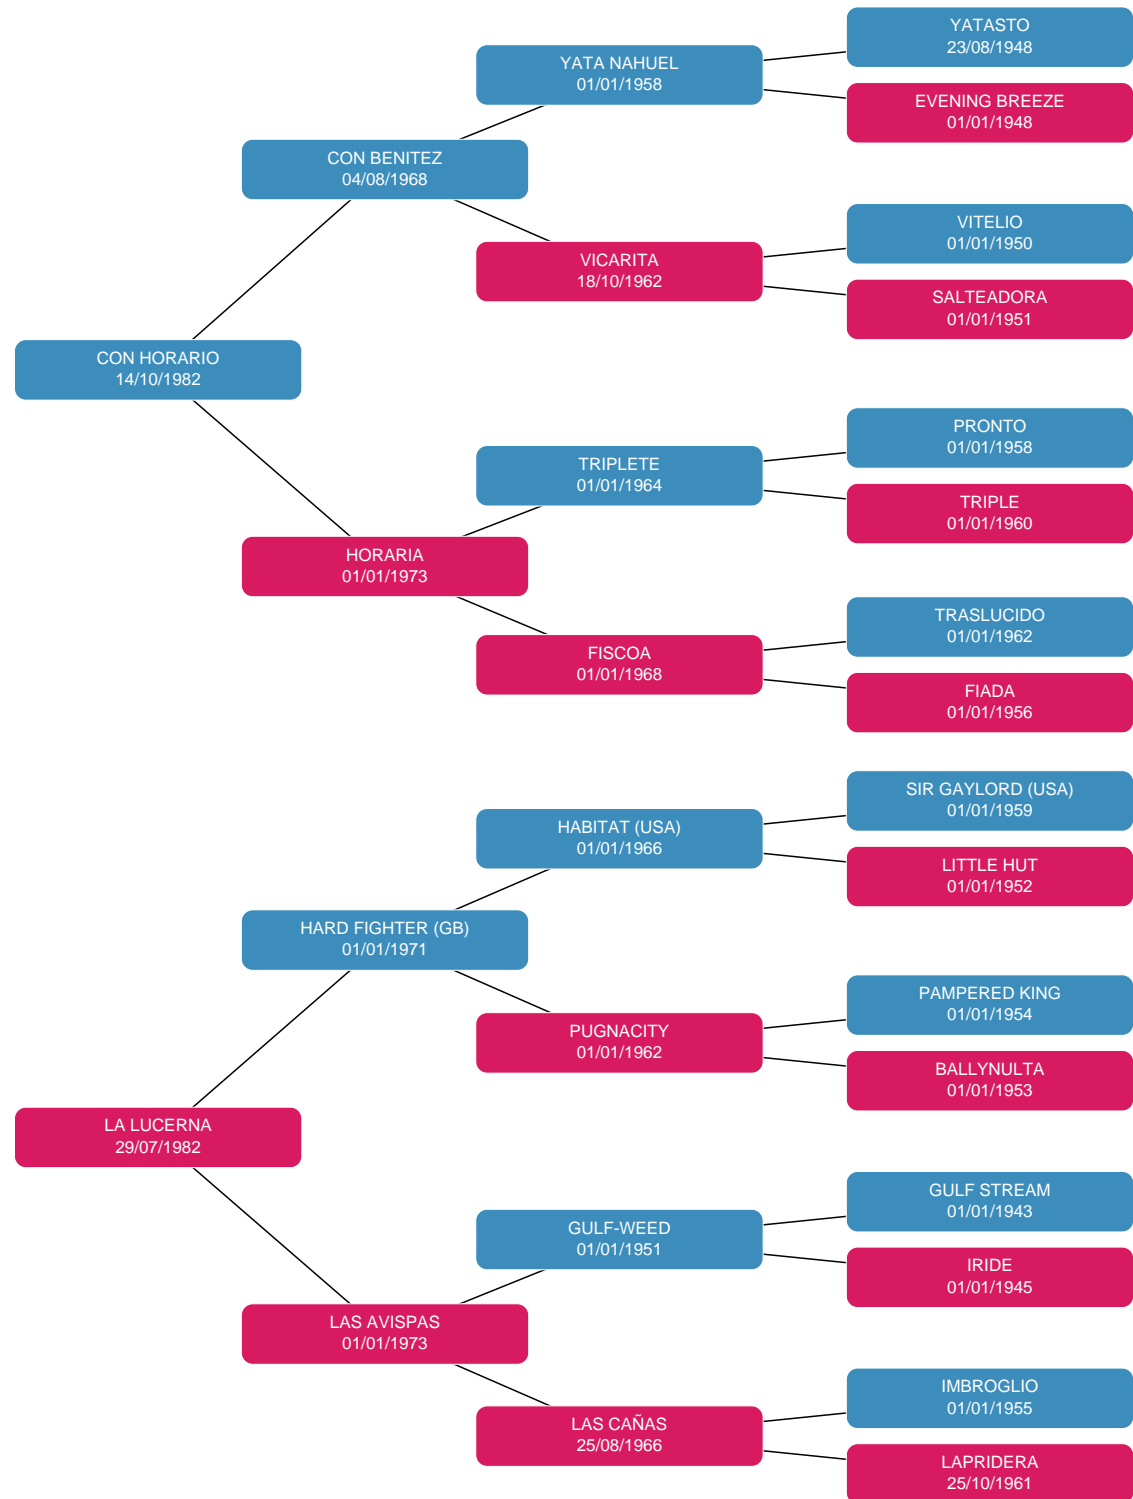 YATASTO
23/08/1948
YATA NAHUEL
01/01/1958
EVENING BREEZE
01/01/1948
CON BENITEZ
04/08/1968
VITELIO
01/01/1950
VICARITA
18/10/1962
SALTEADORA
01/01/1951
CON HORARIO
14/10/1982
PRONTO
01/01/1958
TRIPLETE
01/01/1964
TRIPLE
01/01/1960
HORARIA
01/01/1973
TRASLUCIDO
01/01/1962
FISCOA
01/01/1968
FIADA
01/01/1956
SIR GAYLORD (USA)
01/01/1959
HABITAT (USA)
01/01/1966
LITTLE HUT
01/01/1952
HARD FIGHTER (GB)
01/01/1971
PAMPERED KING
01/01/1954
PUGNACITY
01/01/1962
BALLYNULTA
01/01/1953
LA LUCERNA
29/07/1982
GULF STREAM
01/01/1943
GULF-WEED
01/01/1951
IRIDE
01/01/1945
LAS AVISPAS
01/01/1973
IMBROGLIO
01/01/1955
LAS CAÑAS
25/08/1966
LAPRIDERA
25/10/1961